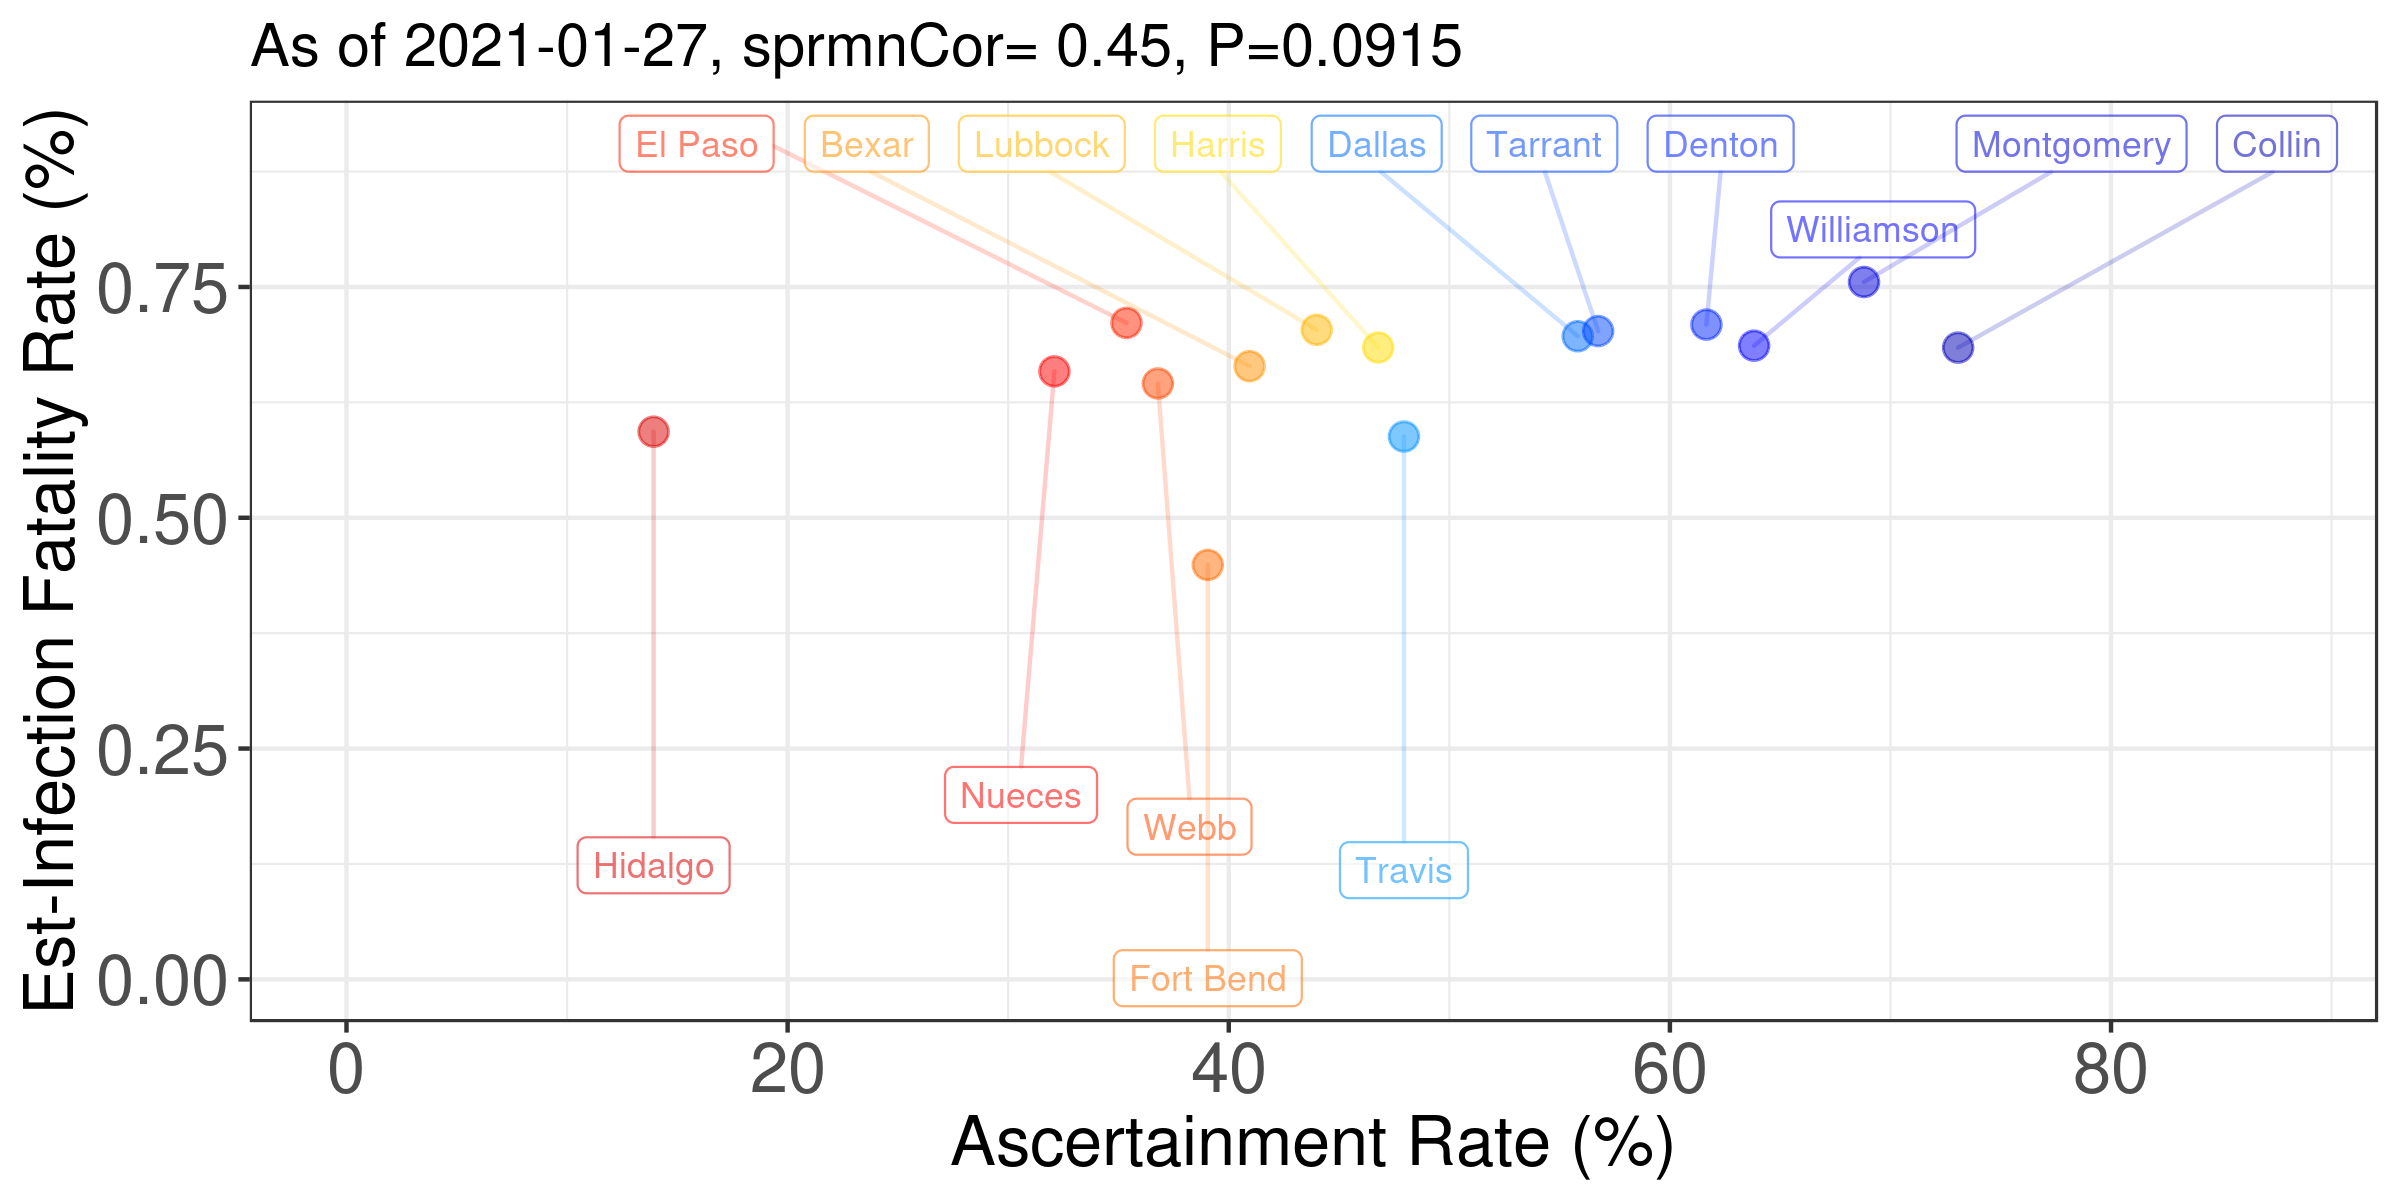 As of 2021-01-27, sprmnCor= 0.45, P=0.0915
Est-Infection Fatality Rate (%)
El Paso
Bexar
Lubbock
Harris
Dallas
Tarrant
Denton
Montgomery
Collin
Williamson
0.75
0.50
0.25
0.00
Nueces
Webb
Hidalgo
Travis
Fort Bend
0 20 40 60 80
Ascertainment Rate (%)